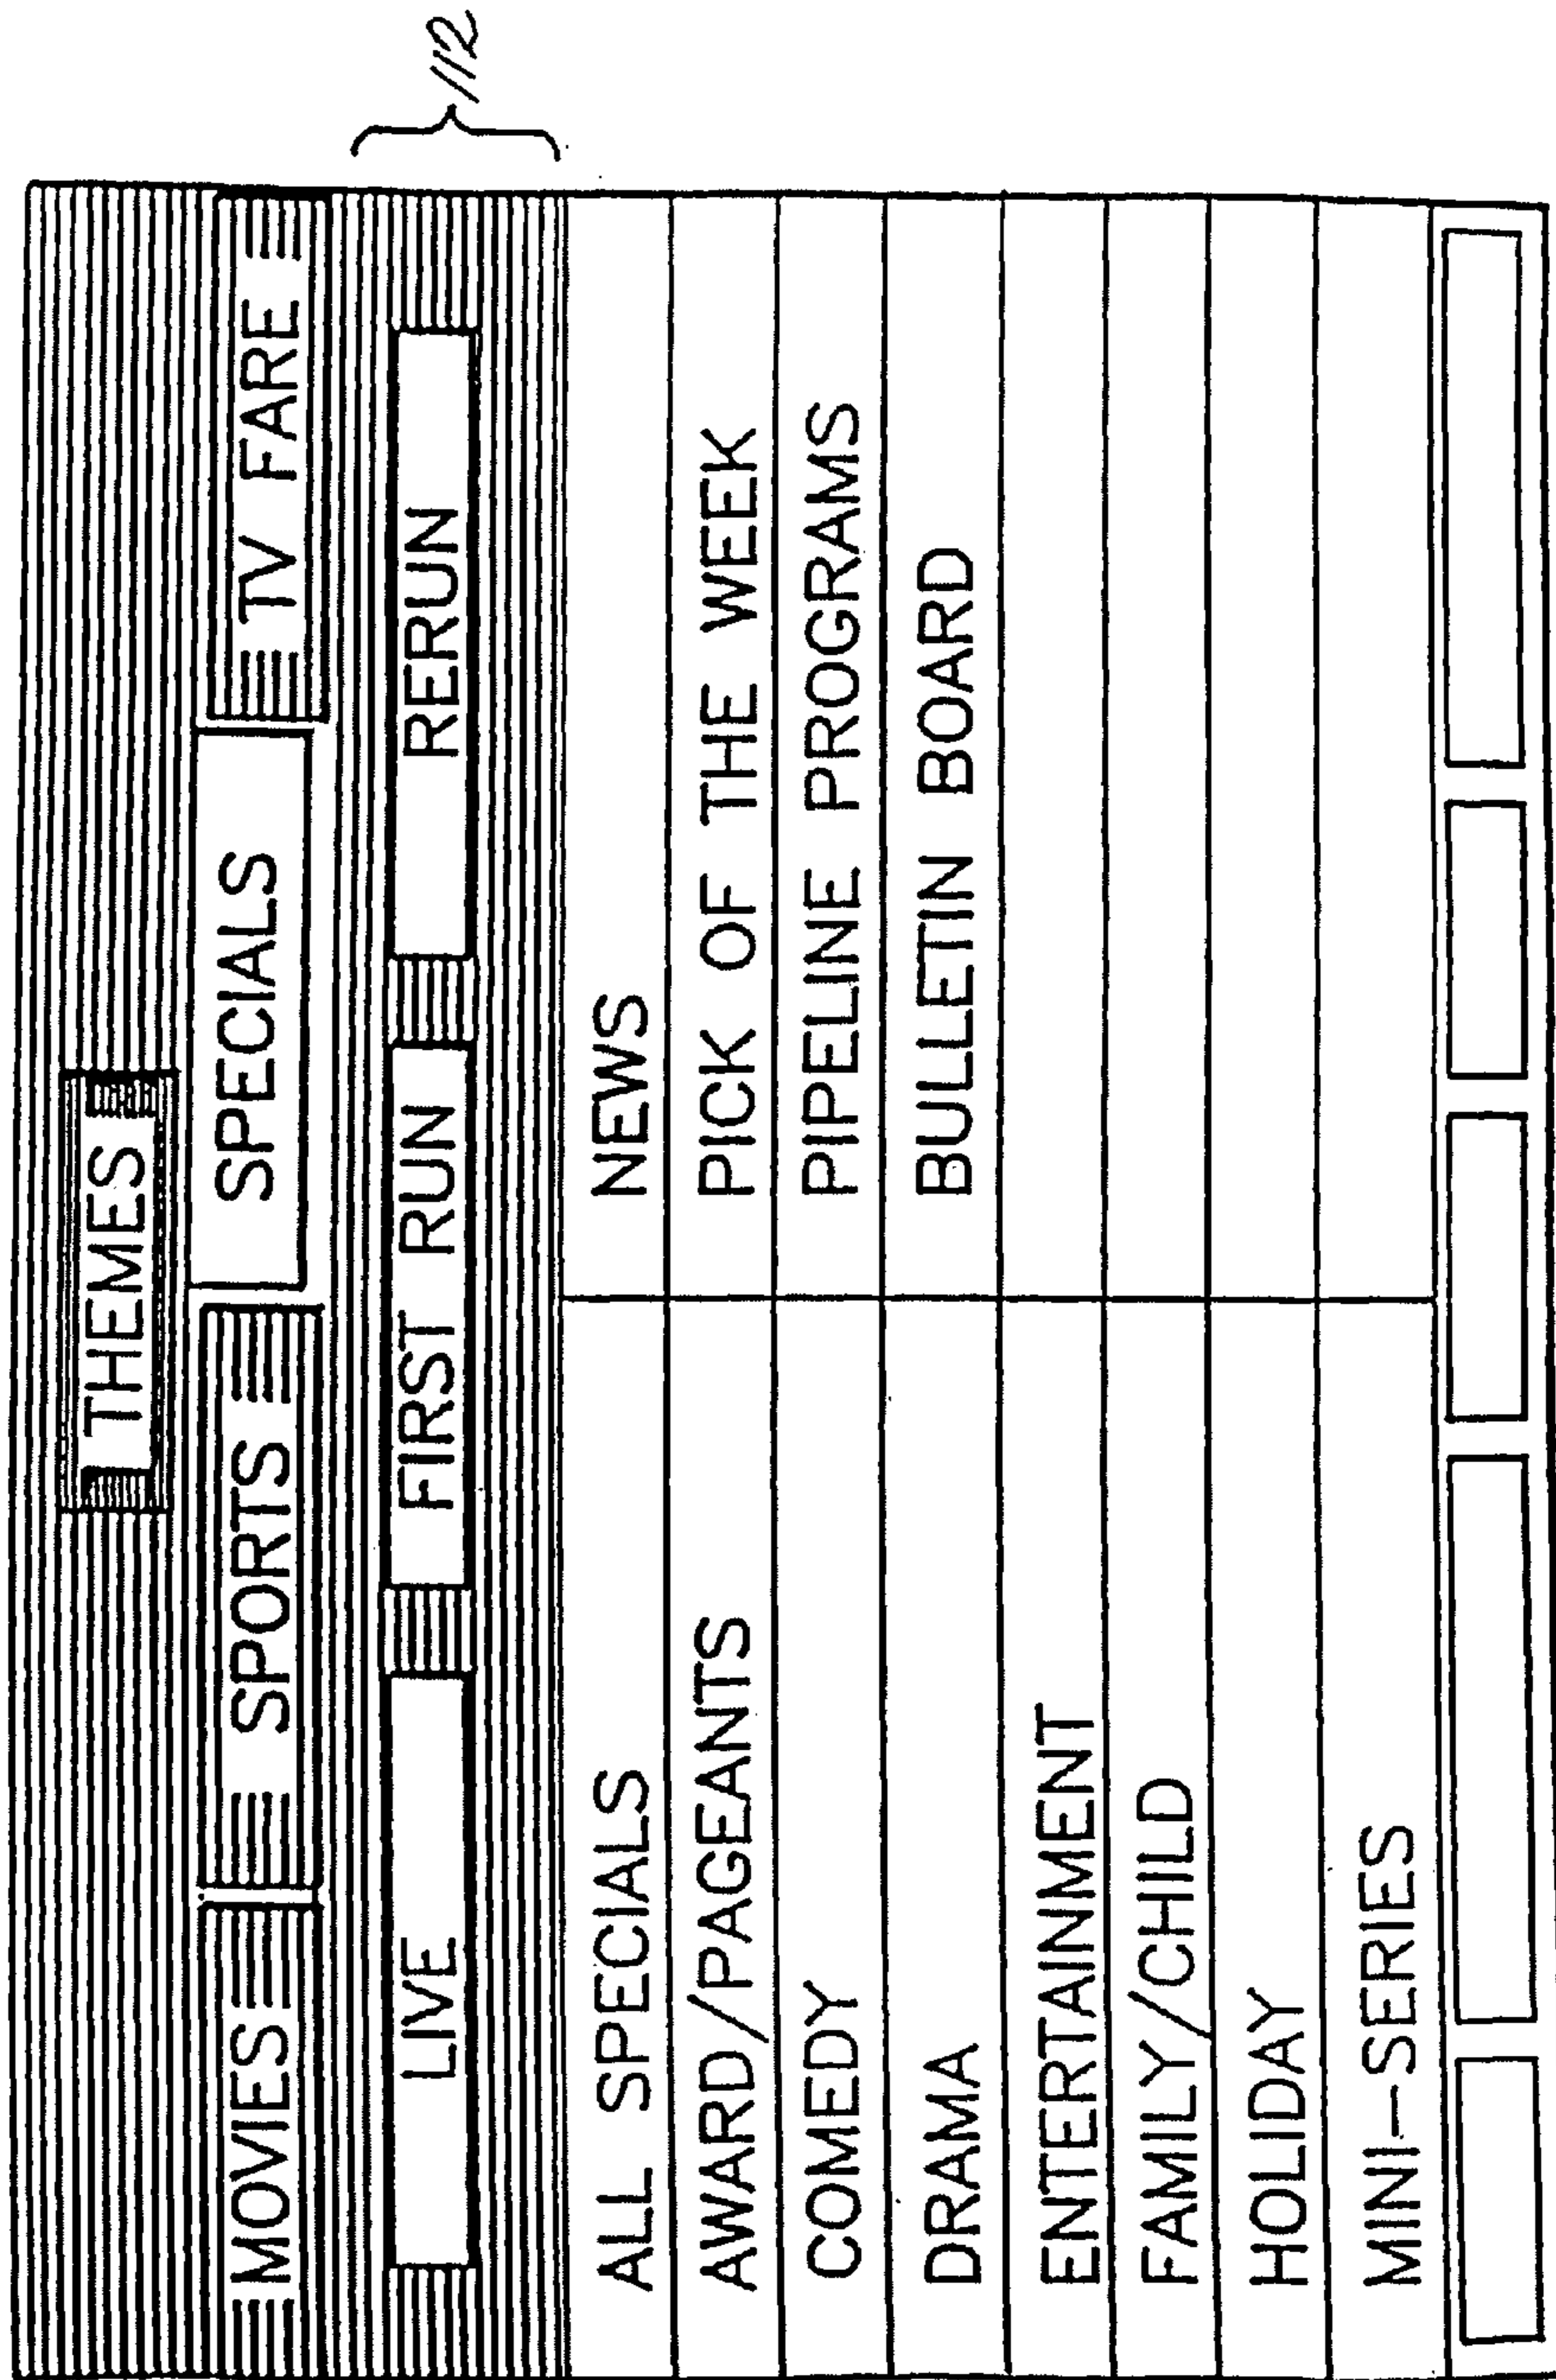 THEMES
MOVIES SPORTS SPECIALS TV FARE
LIVE FIRST RUN RERUN
112
ALL SPECIALS NEWS
AWARD/PAGEANTS PICK OF THE WEEK
COMEDY PIPELINE PROGRAMS
DRAMA BULLETIN BOARD
ENTERTAINMENT
FAMILY/CHILD
HOLIDAY
MINI-SERIES